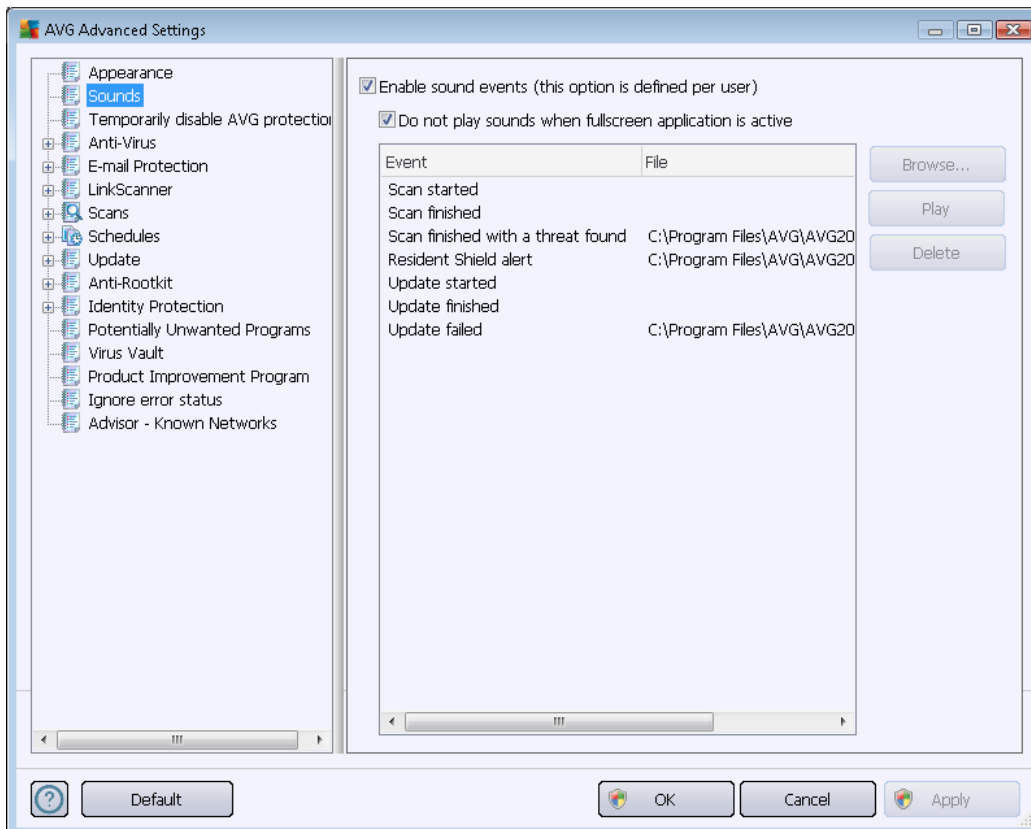 AVG Advanced Settings
Appearance
Sounds
Temporarily disable AVG protection
Anti-Virus
E-mail Protection
LinkScanner
Scans
Schedules
Update
Anti-Rootkit
Identity Protection
Potentially Unwanted Programs
Virus Vault
Product Improvement Program
Ignore error status
Advisor - Known Networks
Enable sound events (this option is defined per user)
Do not play sounds when fullscreen application is active
Event File
Scan started
Scan finished
Scan finished with a threat found C:\Program Files\AVG\AVG20
Resident Shield alert C:\Program Files\AVG\AVG20
Update started
Update finished
Update failed C:\Program Files\AVG\AVG20
Browse...
Play
Delete
? Default OK Cancel Apply